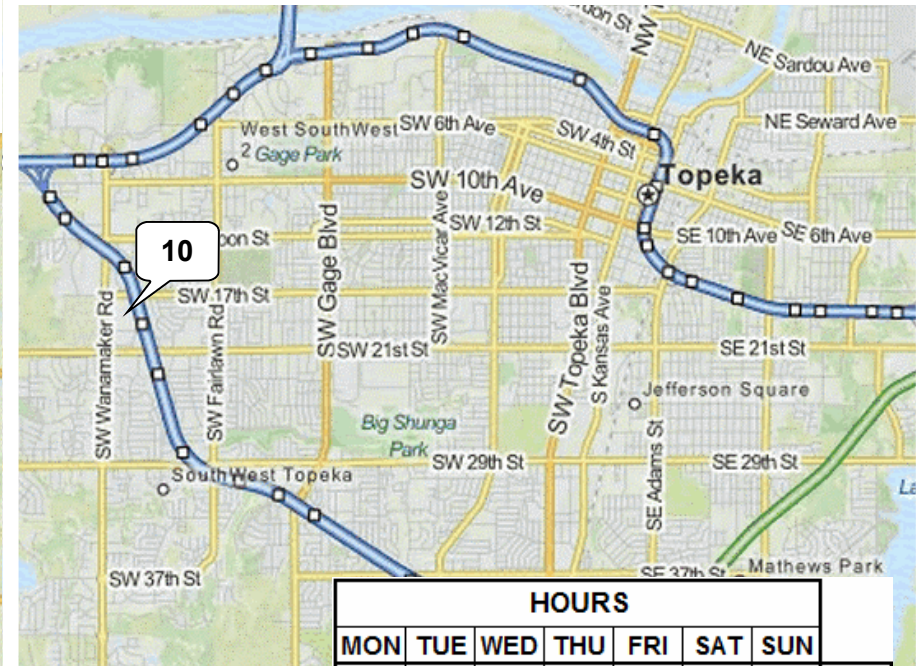 NE Sardou Ave
NE Seward Ave
West SouthWest
SW 6th Ave
SW 4th St
2
Gage Park
Topeka
SW 10th Ave
SW 12th St
SE 10th Ave
SE 6th Ave
10
SW Gage Blvd
SW MacVicar Ave
SW Topeka Blvd
S Kansas Ave
SW 17th St
SW Wanamaker Rd
SW Fairlawn Rd
SW 21st St
SE 21st St
Jefferson Square
Big Shunga
Park
SW 29th St
SE Adams St
SE 29th St
SouthWest Topeka
SW 37th St
SE 37th St
Mathews Park
HOURS
MON TUE WED THU FRI SAT SUN